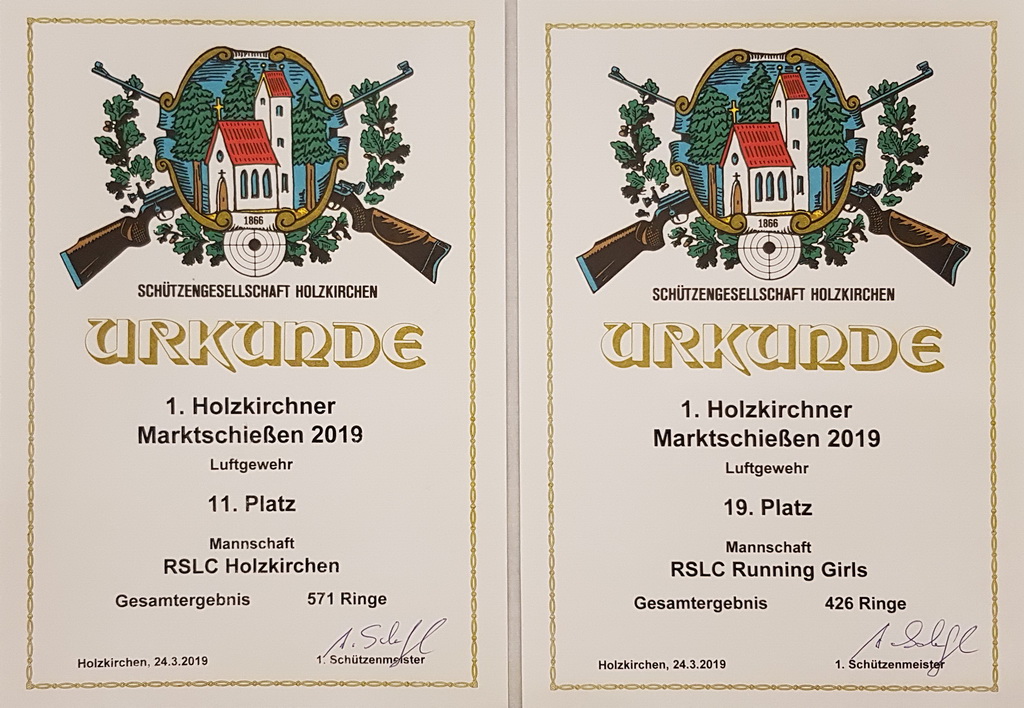 1866
SCHÜTZENGESELLSCHAFT HOLZKIRCHEN
URKUNDE
1. Holzkirchner
Marktschießen 2019
Luftgewehr
11. Platz
Mannschaft
RSLC Holzkirchen
Gesamtergebnis 571 Ringe
Holzkirchen, 24.3.2019 1. Schützenmeister
1866
SCHÜTZENGESELLSCHAFT HOLZKIRCHEN
URKUNDE
1. Holzkirchner
Marktschießen 2019
Luftgewehr
19. Platz
Mannschaft
RSLC Running Girls
Gesamtergebnis 426 Ringe
Holzkirchen, 24.3.2019 1. Schützenmeister